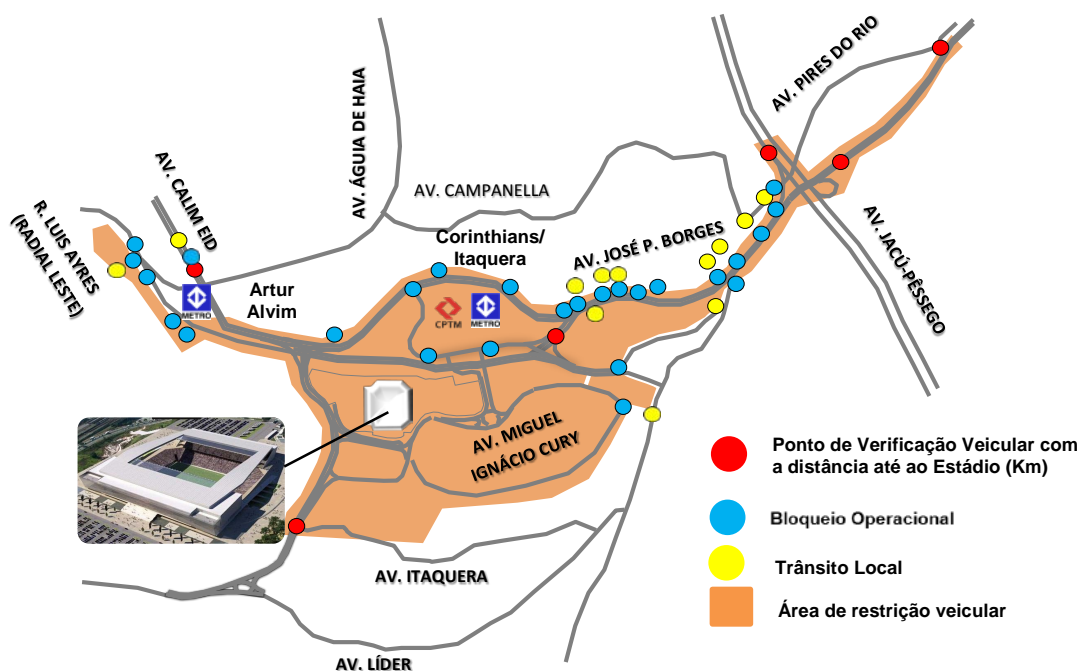 AV. PIRES DO RIO
AV. ÁGUIA DE HAIA
AV. CALIM EID
AV. CAMPANELLA
R. LUIS AYRES
(RADIAL LESTE)
Corinthians/
Itaquera
AV. JOSÉ P. BORGES
AV. JACÚ-PÊSSEGO
Artur
Alvim
METRO
CPTM
METRO
AV. MIGUEL
IGNÁCIO CURY
Ponto de Verificação Veicular com
a distância até ao Estádio (Km)
Bloqueio Operacional
Trânsito Local
Área de restrição veicular
AV. ITAQUERA
AV. LÍDER